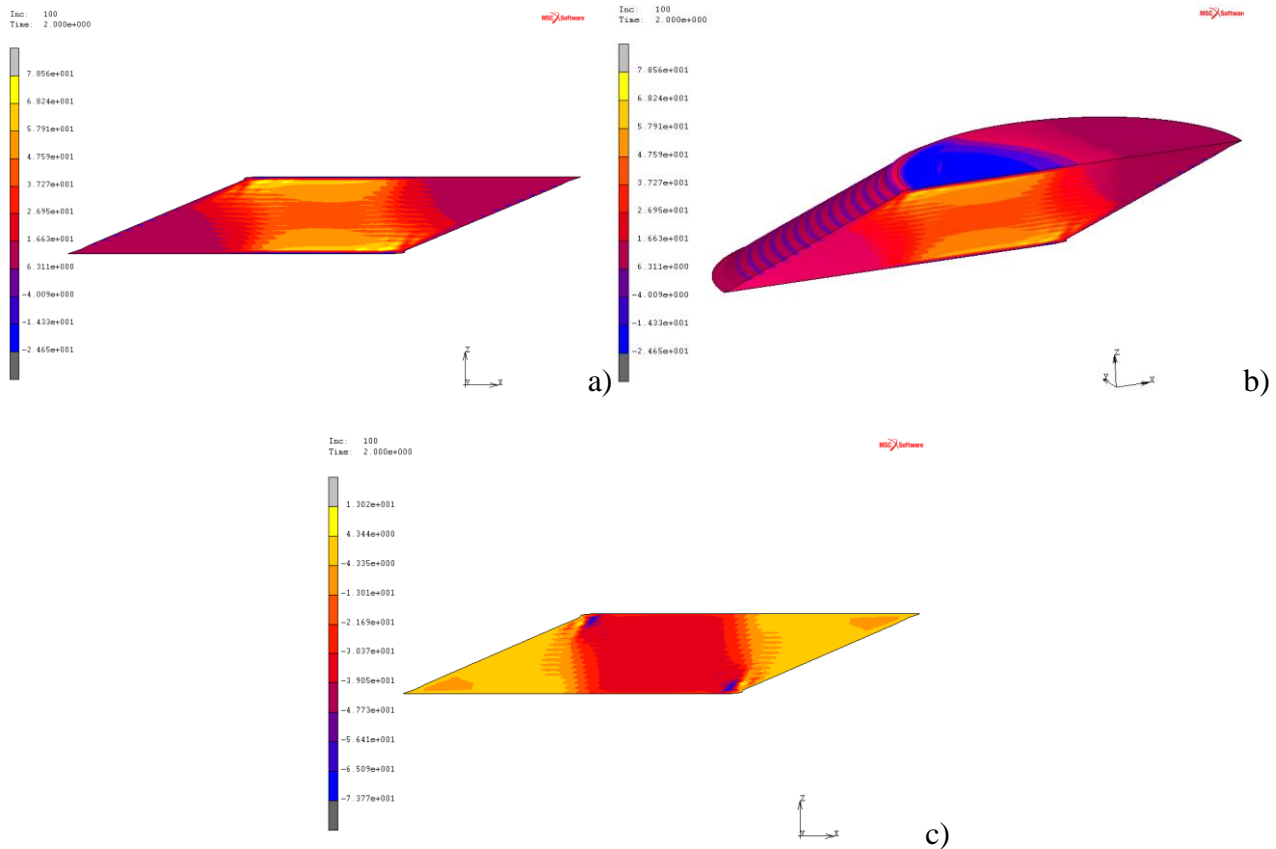 Inc: 100
Time: 2.000e+000
MSC Software
7.856e+001
6.824e+001
5.791e+001
4.759e+001
3.727e+001
2.695e+001
1.663e+001
6.311e+000
-4.009e+000
-1.433e+001
-2.465e+001
Z
X
a)
Inc: 100
Time: 2.000e+000
MSC Softwar
7.856e+001
6.824e+001
5.791e+001
4.759e+001
3.727e+001
2.695e+001
1.663e+001
6.311e+000
-4.009e+000
-1.433e+001
-2.465e+001
Z
Y
X
b)
Inc: 100
Time: 2.000e+000
MSC Software
1.302e+001
4.344e+000
-4.335e+000
-1.301e+001
-2.169e+001
-3.037e+001
-3.905e+001
-4.773e+001
-5.641e+001
-6.509e+001
-7.377e+001
Z
X
c)